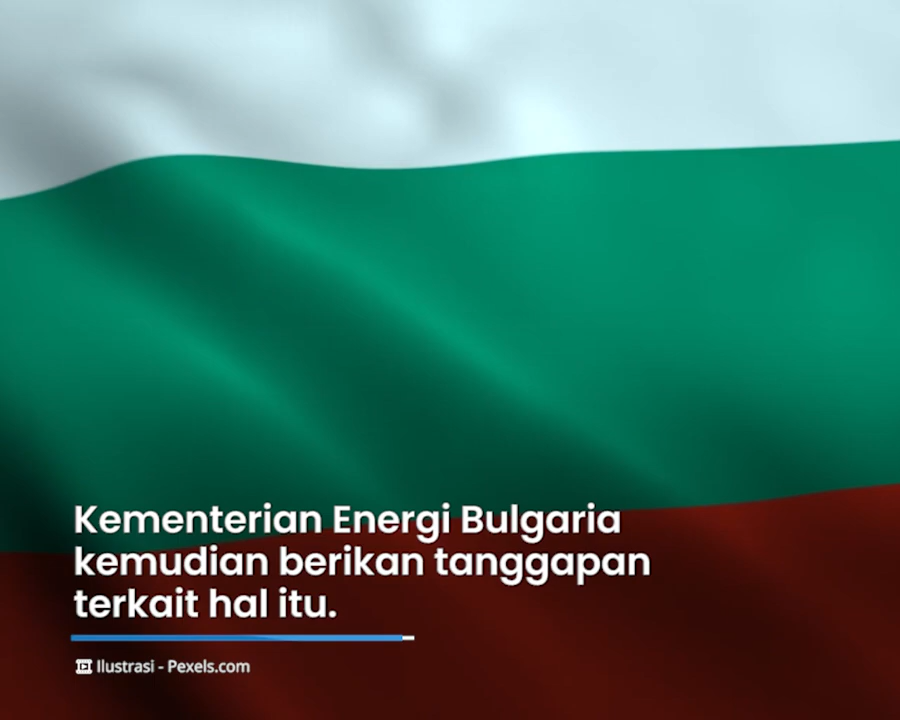 Kementerian Energi Bulgaria
kemudian berikan tanggapan
terkait hal itu.
Ilustrasi - Pexels.com